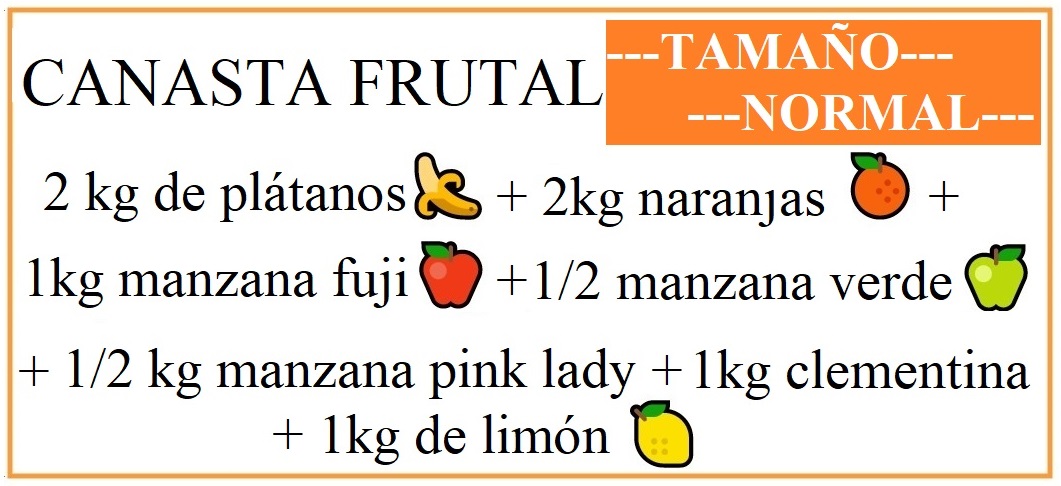 CANASTA FRUTAL
---TAMAÑO---
---NORMAL---
2 kg de plátanos + 2kg naranjas +
1kg manzana fuji +1/2 manzana verde
+ 1/2 kg manzana pink lady + 1kg clementina
+ 1kg de limón